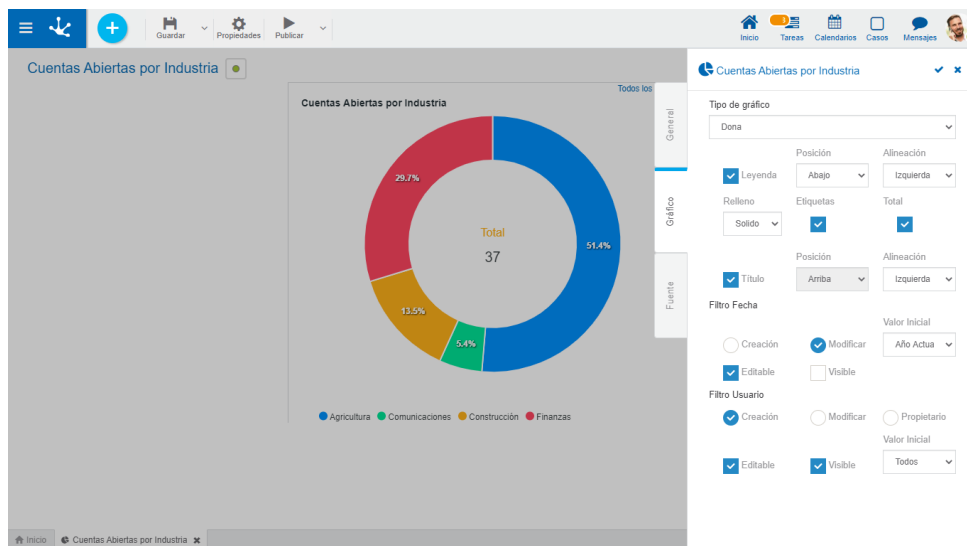 Guardar
Propiedades
Publicar
Inicio
Tareas
Calendarios
Casos
Mensajes
Cuentas Abiertas por Industria
Todos los
Cuentas Abiertas por Industria
29.7%
51.4%
13.5%
5.4%
Total
37
Agricultura Comunicaciones Construcción Finanzas
General
Gráfico
Fuente
Cuentas Abiertas por Industria
Tipo de gráfico
Dona
Posición Alineación
Leyenda Abajo Izquierda
Relleno Etiquetas Total
Solido
Posición Alineación
Título Arriba Izquierda
Filtro Fecha
Valor Inicial
Creación Modificar Año Actua
Editable Visible
Filtro Usuario
Creación Modificar Propietario
Valor Inicial
Editable Visible Todos
Inicio Cuentas Abiertas por Industria